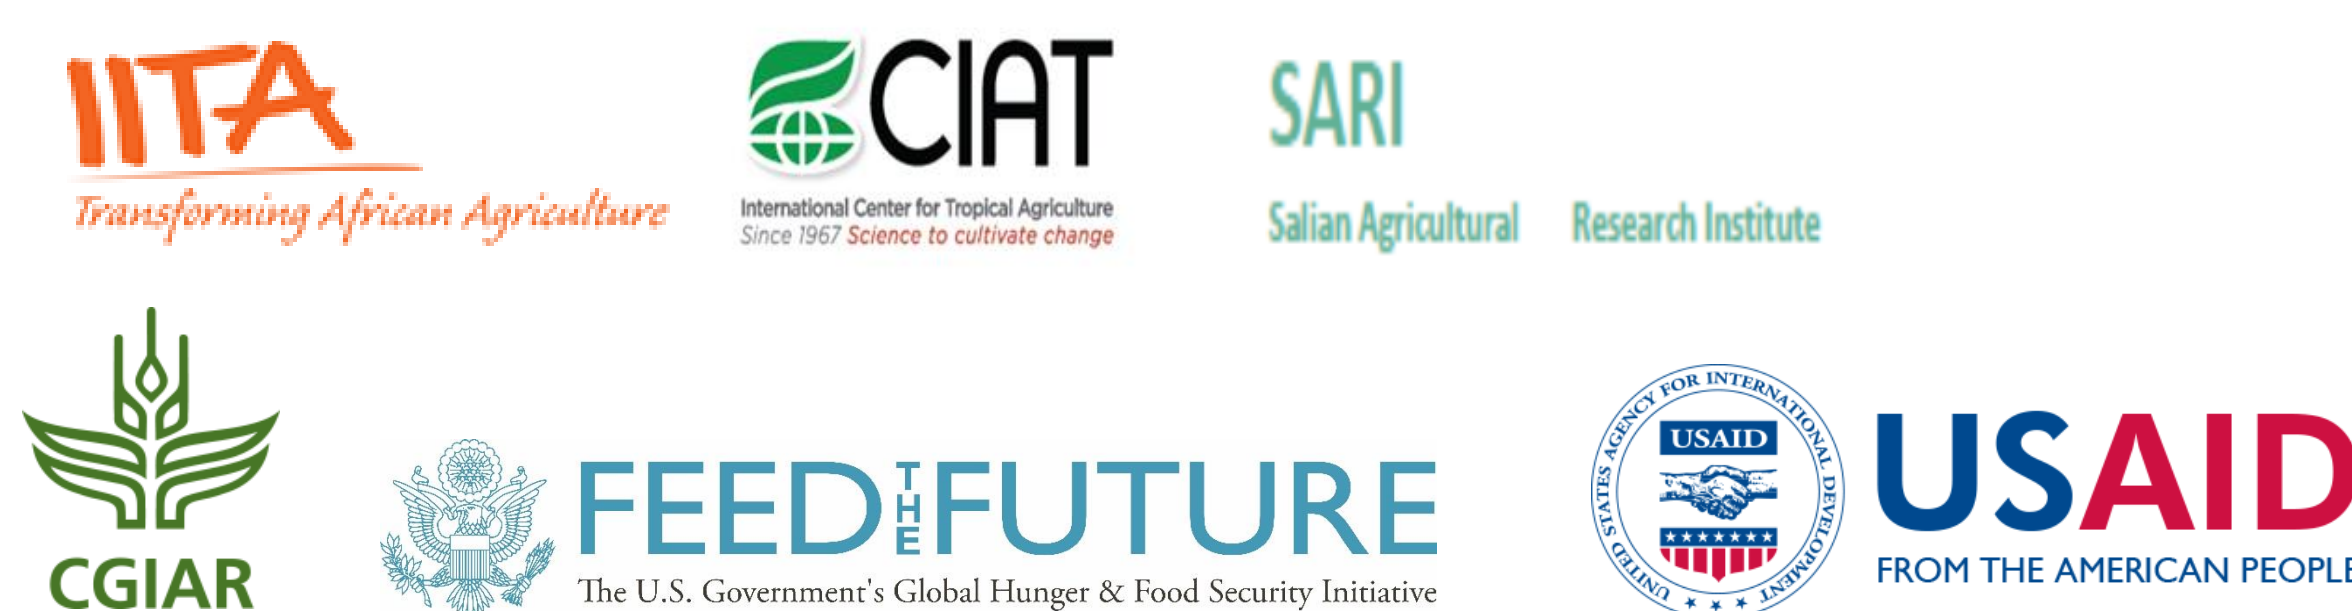 IITA
Transforming African Agriculture
CIAT
International Center for Tropical Agriculture
Since 1967 Science to cultivate change
SARI
Salian Agricultural Research Institute
CGIAR
FEED THE FUTURE
The U.S. Government's Global Hunger & Food Security Initiative
UNITED STATES AGENCY FOR INTERNATIONAL DEVELOPMENT
USAID
USAID
FROM THE AMERICAN PEOPLE